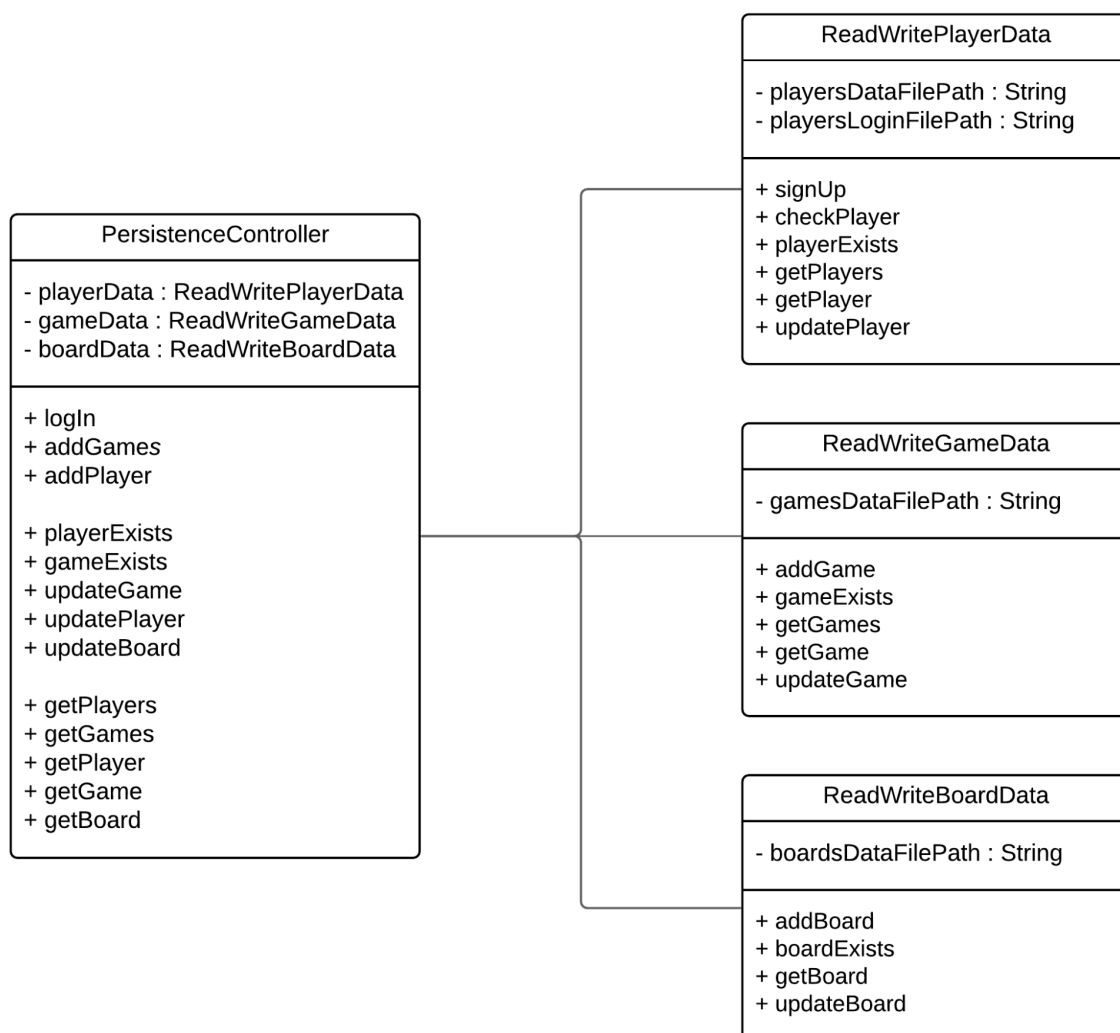 PersistenceController
- playerData : ReadWritePlayerData
- gameData : ReadWriteGameData
- boardData : ReadWriteBoardData
+ logIn
+ addGames
+ addPlayer
+ playerExists
+ gameExists
+ updateGame
+ updatePlayer
+ updateBoard
+ getPlayers
+ getGames
+ getPlayer
+ getGame
+ getBoard
ReadWritePlayerData
- playersDataFilePath : String
- playersLoginFilePath : String
+ signUp
+ checkPlayer
+ playerExists
+ getPlayers
+ getPlayer
+ updatePlayer
ReadWriteGameData
- gamesDataFilePath : String
+ addGame
+ gameExists
+ getGames
+ getGame
+ updateGame
ReadWriteBoardData
- boardsDataFilePath : String
+ addBoard
+ boardExists
+ getBoard
+ updateBoard